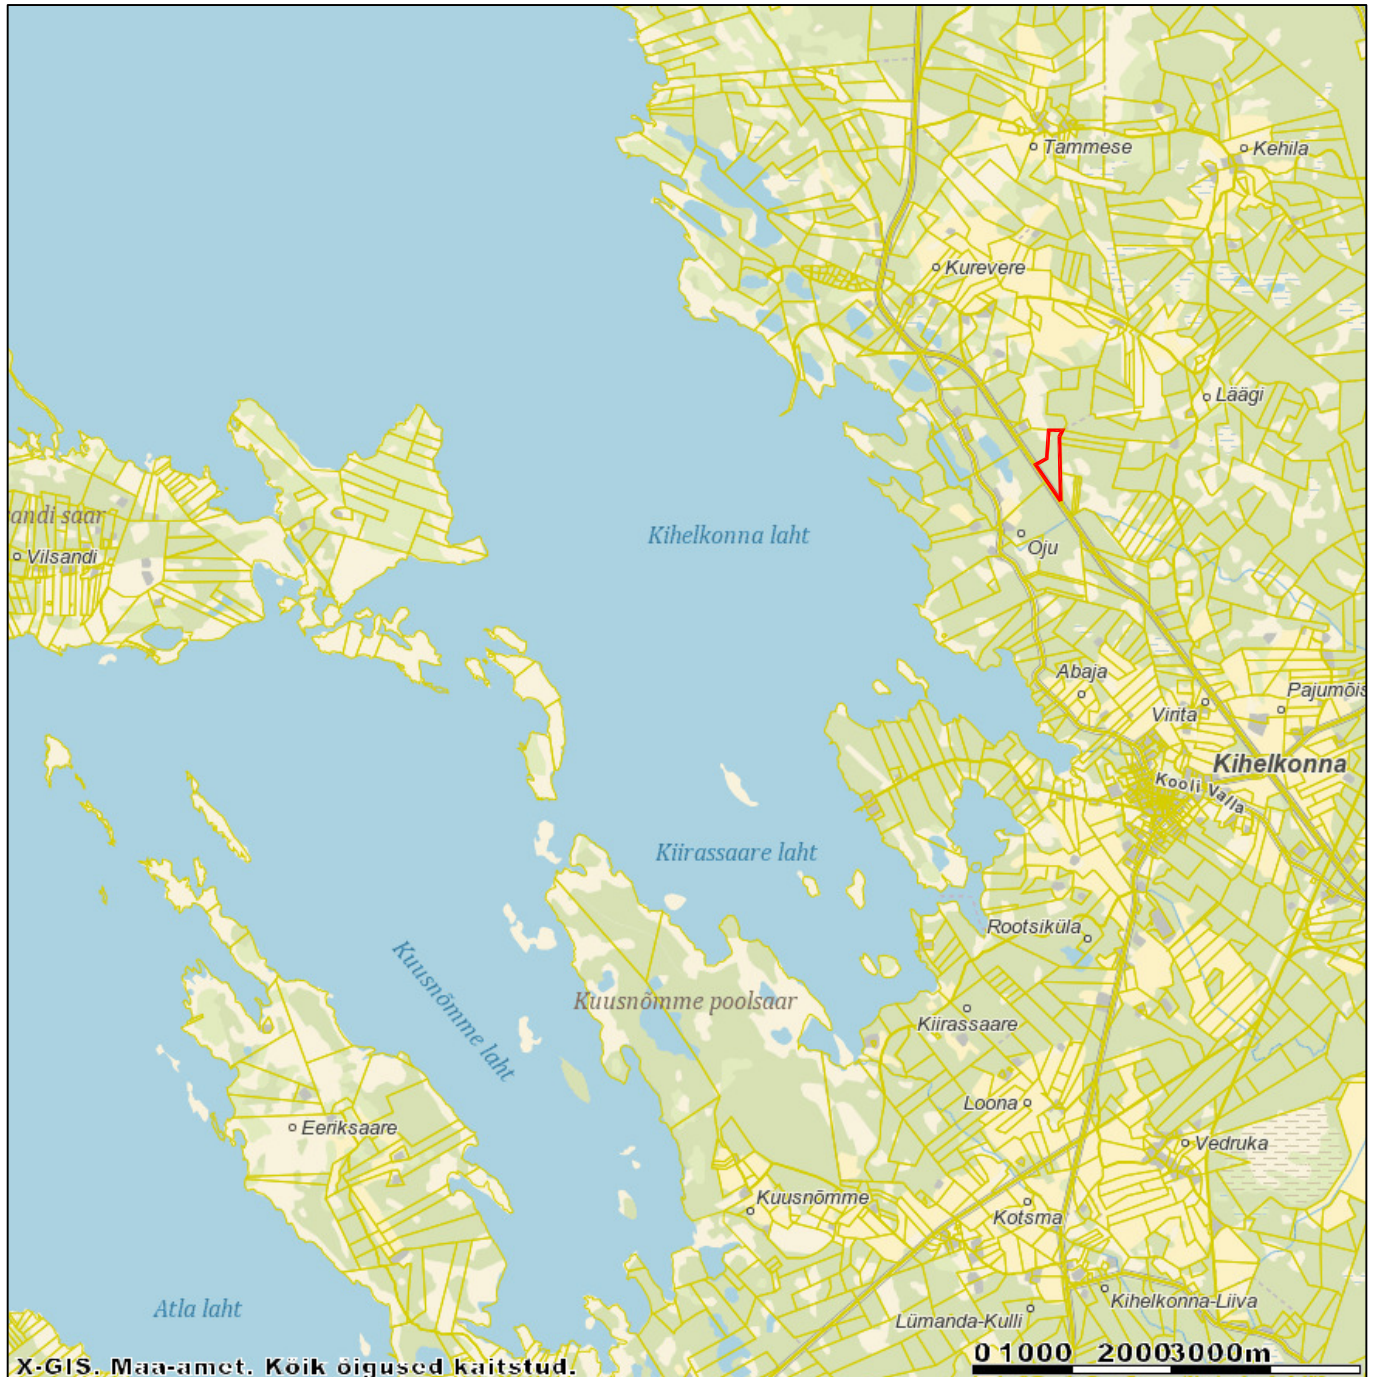 Tammese
Kehila
Kurevere
Läägi
andi saar
Vilsandi
Kihelkonna laht
Oju
Abaja
Virita
Pajumõis
Kihelkonna
Kooli Valla
Kiirassaare laht
Rootsiküla
Kuusnõmme laht
Kuusnõmme poolsaar
Kiirassaare
Loona
Eeriksaare
Vedruka
Kuusnõmme
Kotsma
Atla laht
Kihelkonna-Liiva
Lümanda-Kulli
X-GIS. Maa-amet. Kõik õigused kaitstud.
0 1000 2000 3000m